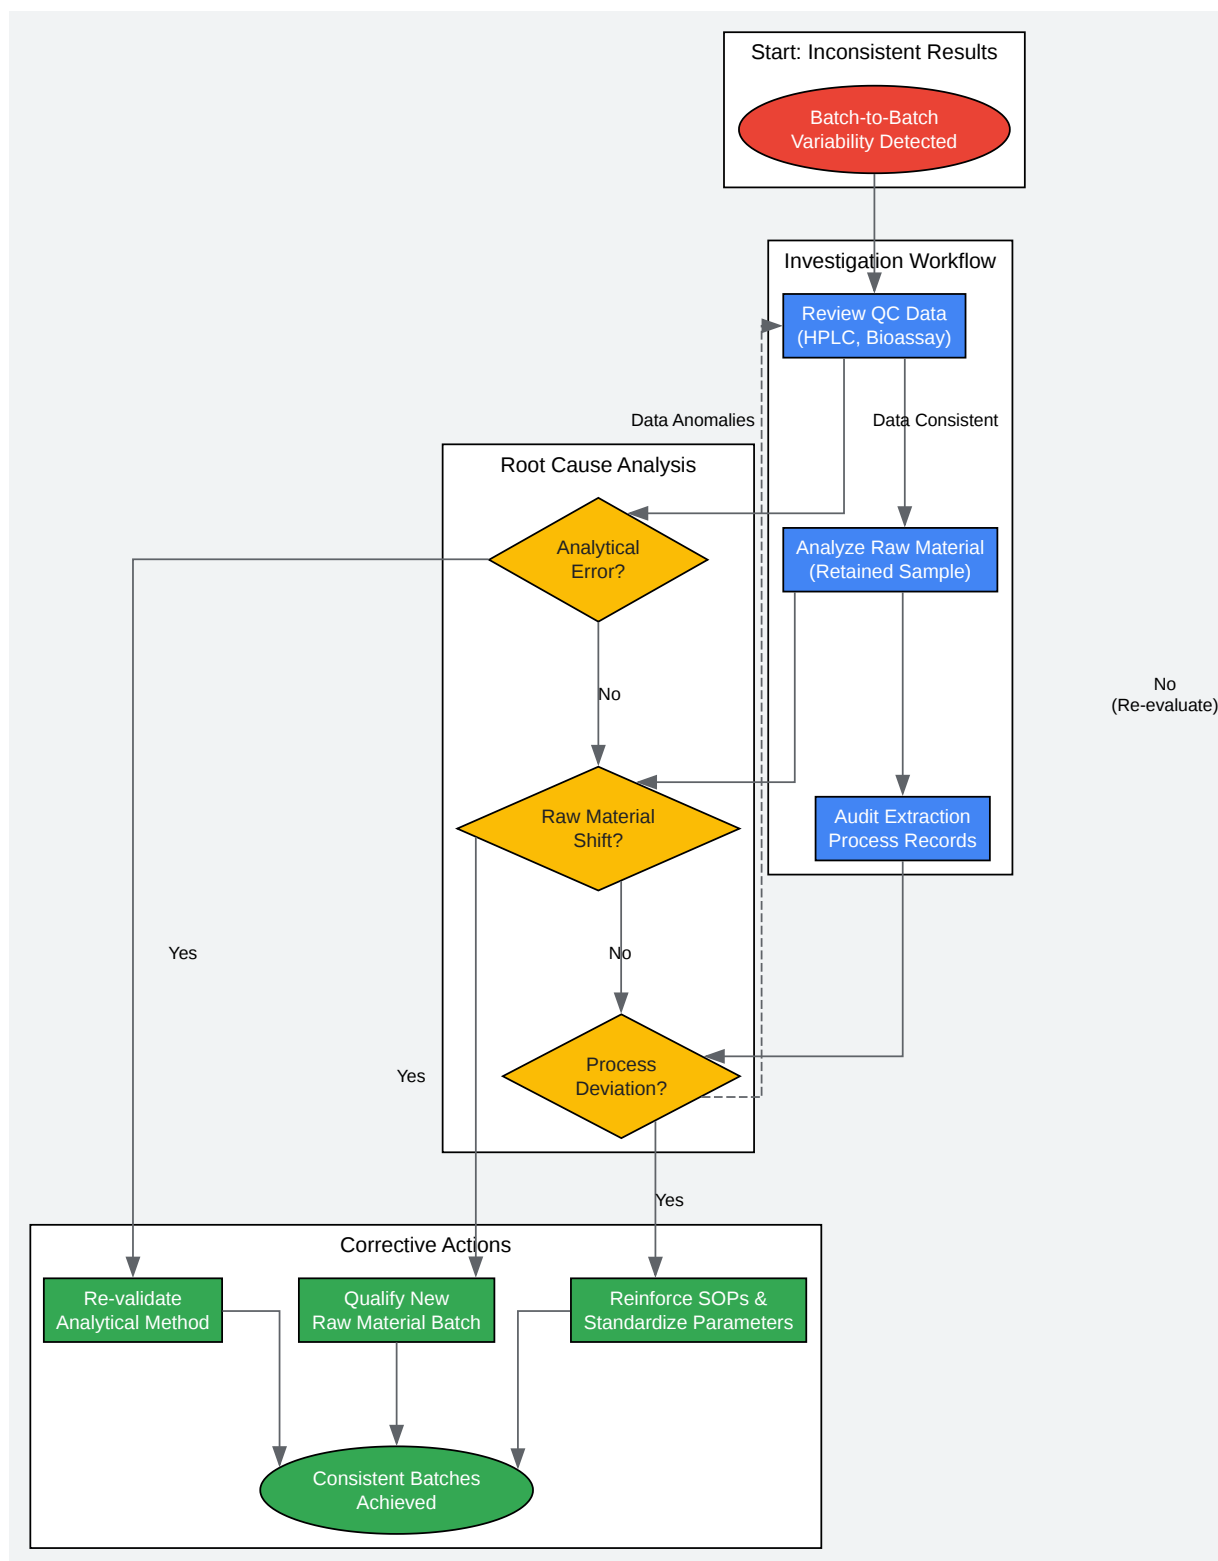 Start: Inconsistent Results
Batch-to-Batch
Variability Detected
Investigation Workflow
Review QC Data
(HPLC, Bioassay)
Data Anomalies
Data Consistent
Root Cause Analysis
Analytical
Error?
Analyze Raw Material
(Retained Sample)
No
No
(Re-evaluate)
Raw Material
Shift?
Audit Extraction
Process Records
Yes
No
Process
Deviation?
Yes
Yes
Corrective Actions
Re-validate
Analytical Method
Qualify New
Raw Material Batch
Reinforce SOPs &
Standardize Parameters
Consistent Batches
Achieved